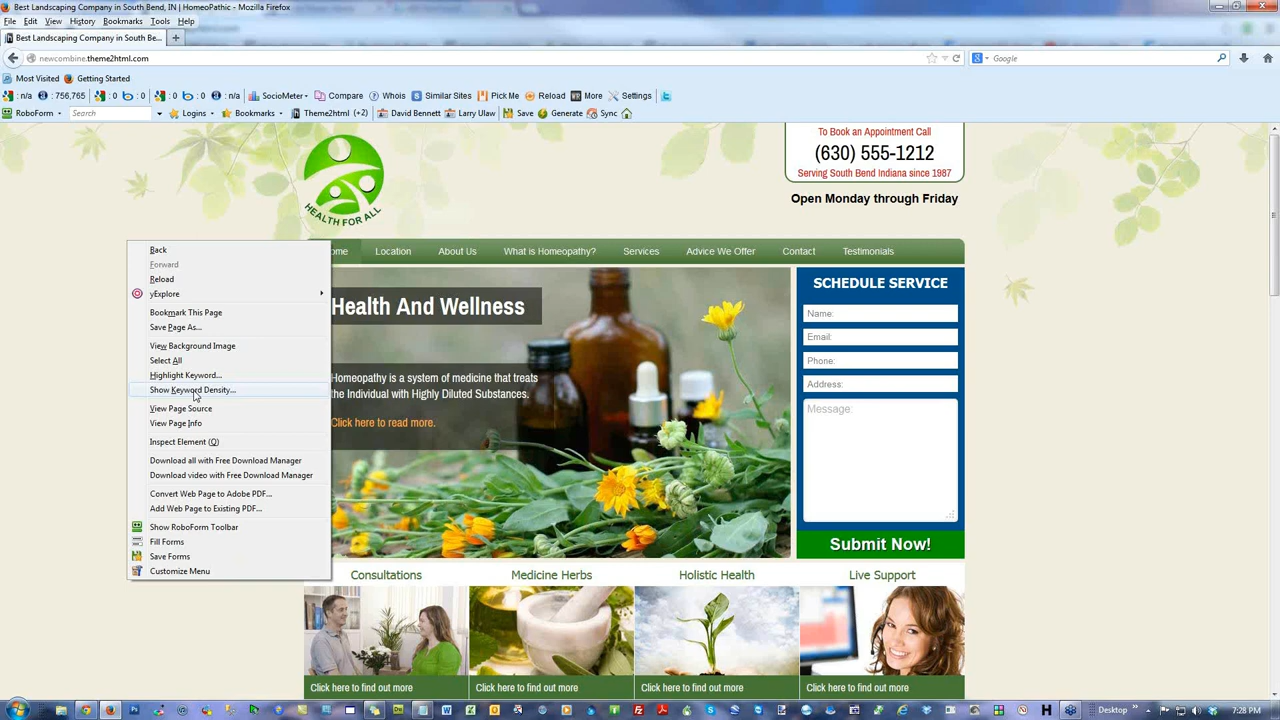 Best Landscaping Company in South Bend, IN | HomeoPathic - Mozilla Firefox
File Edit View History Bookmarks Tools Help
Best Landscaping Company in South Be... +
newcombine.theme2html.com
Google
Most Visited Getting Started
: n/a : 756,765 : 0 : 0 : 0 : 0 : n/a SocioMeter Compare Whois Similar Sites Pick Me Reload More Settings
RoboForm Search Logins Bookmarks Theme2html (+2) David Bennett Larry Ulaw Save Generate Sync
To Book an Appointment Call
(630) 555-1212
Serving South Bend Indiana since 1987
Open Monday through Friday
HEALTH FOR ALL
ome Location About Us What is Homeopathy? Services Advice We Offer Contact Testimonials
Back
Forward
Reload
yExplore
Bookmark This Page
Save Page As...
View Background Image
Select All
Highlight Keyword...
Show Keyword Density...
View Page Source
View Page Info
Inspect Element (Q)
Download all with Free Download Manager
Download video with Free Download Manager
Convert Web Page to Adobe PDF...
Add Web Page to Existing PDF...
Show RoboForm Toolbar
Fill Forms
Save Forms
Customize Menu
Health And Wellness
Homeopathy is a system of medicine that treats
the Individual with Highly Diluted Substances.
Click here to read more.
SCHEDULE SERVICE
Name:
Email:
Phone:
Address:
Message:
Submit Now!
Consultations Medicine Herbs Holistic Health Live Support
Click here to find out more Click here to find out more Click here to find out more Click here to find out more
Desktop 7:28 PM